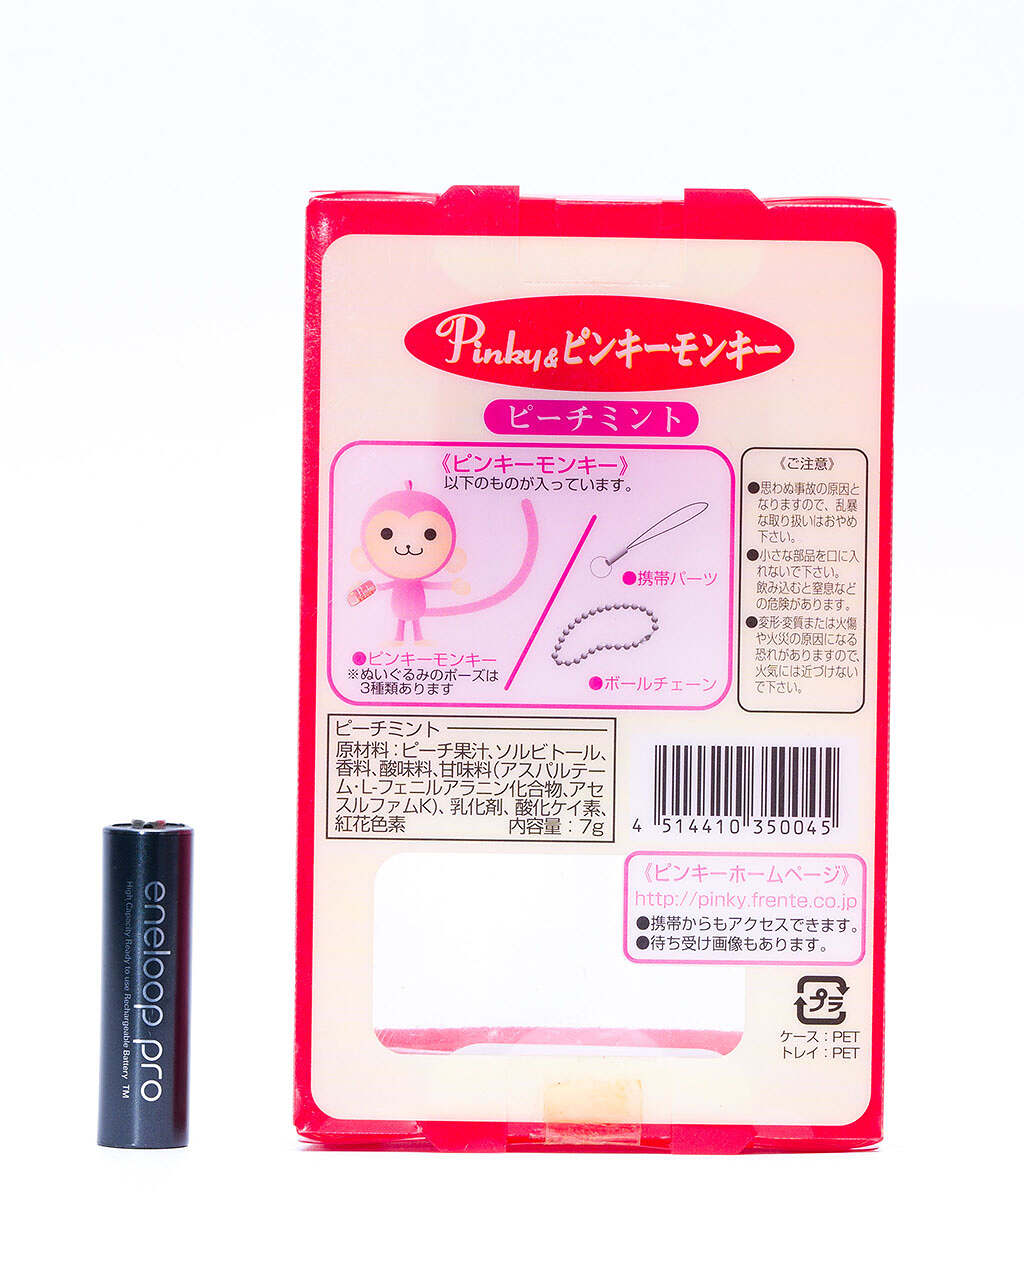 Pinky&ピンキーモンキー
ピーチミント
《ピンキーモンキー》
以下のものが入っています。
●携帯パーツ
●ボールチェーン
●ピンキーモンキー
※ぬいぐるみのポーズは
3種類あります
《ご注意》
●思わぬ事故の原因と
なりますので、乱暴
な取り扱いはおやめ
下さい。
●小さな部品を口に入
れないで下さい。
飲み込むと窒息など
の危険があります。
●変形・変質または火傷
や火災の原因になる
恐れがありますので、
火気には近づけない
で下さい。
ピーチミント
原材料：ピーチ果汁、ソルビトール、
香料、酸味料、甘味料（アスパルテー
ム・L-フェニルアラニン化合物、アセ
スルファムK）、乳化剤、酸化ケイ素、
紅花色素 内容量：7g
4 514410 350045
《ピンキーホームページ》
http://pinky.frente.co.jp
●携帯からもアクセスできます。
●待ち受け画像もあります。
プラ
ケース：PET
トレイ：PET
eneloop pro
High Capacity Ready to use Rechargeable Battery TM